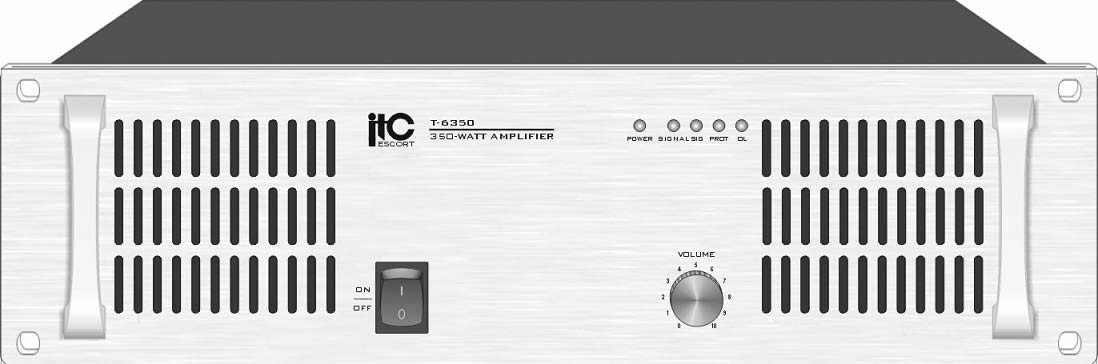 itC
ESCORT
T-6350
350-WATT AMPLIFIER
POWER SIGNAL SIG PROT OL
ON
OFF
I
O
VOLUME
0 1 2 3 4 5 6 7 8 9 10